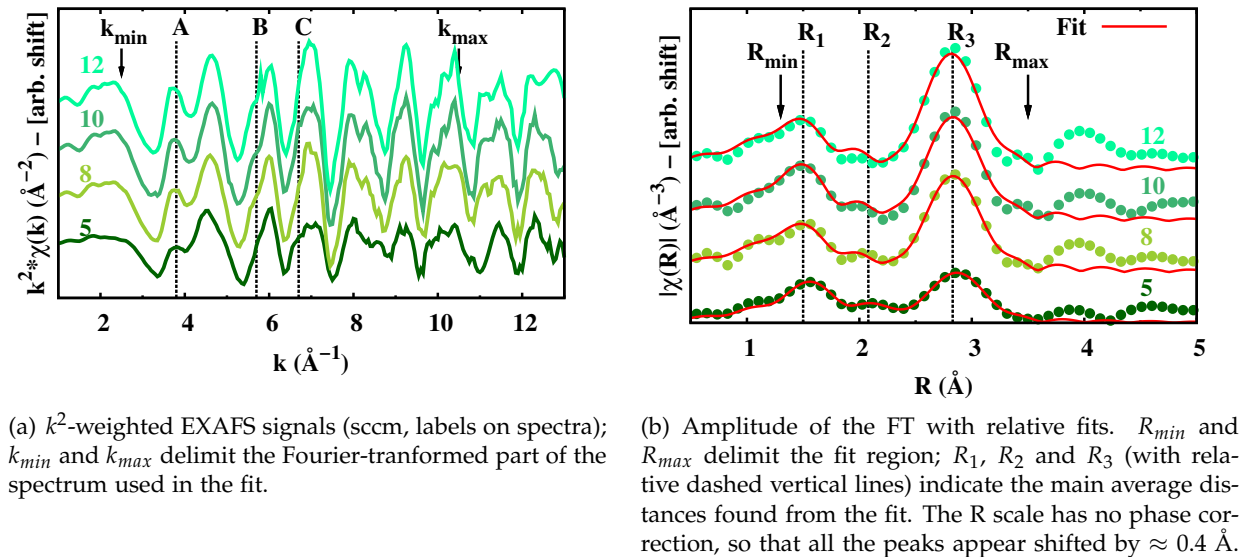 k_min A B C k_max
12
10
8
5
k²*χ(k) (Å⁻²) − [arb. shift]
2 4 6 8 10 12
k (Å⁻¹)
R_min R₁ R₂ R₃ Fit R_max
12
10
8
5
|χ(R)| (Å⁻³) − [arb. shift]
1 2 3 4 5
R (Å)
(a) k²-weighted EXAFS signals (sccm, labels on spectra);
k_min and k_max delimit the Fourier-tranformed part of the
spectrum used in the fit.
(b) Amplitude of the FT with relative fits. R_min and
R_max delimit the fit region; R₁, R₂ and R₃ (with rela-
tive dashed vertical lines) indicate the main average dis-
tances found from the fit. The R scale has no phase cor-
rection, so that all the peaks appear shifted by ≈ 0.4 Å.